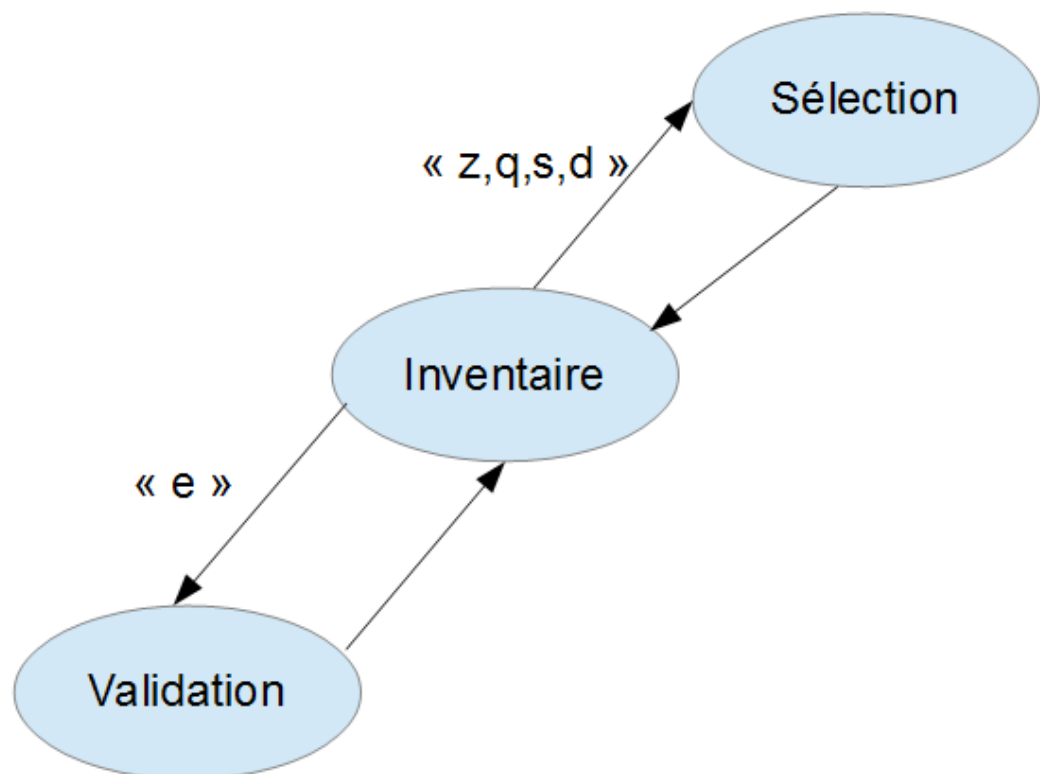 Sélection
« z,q,s,d »
Inventaire
« e »
Validation